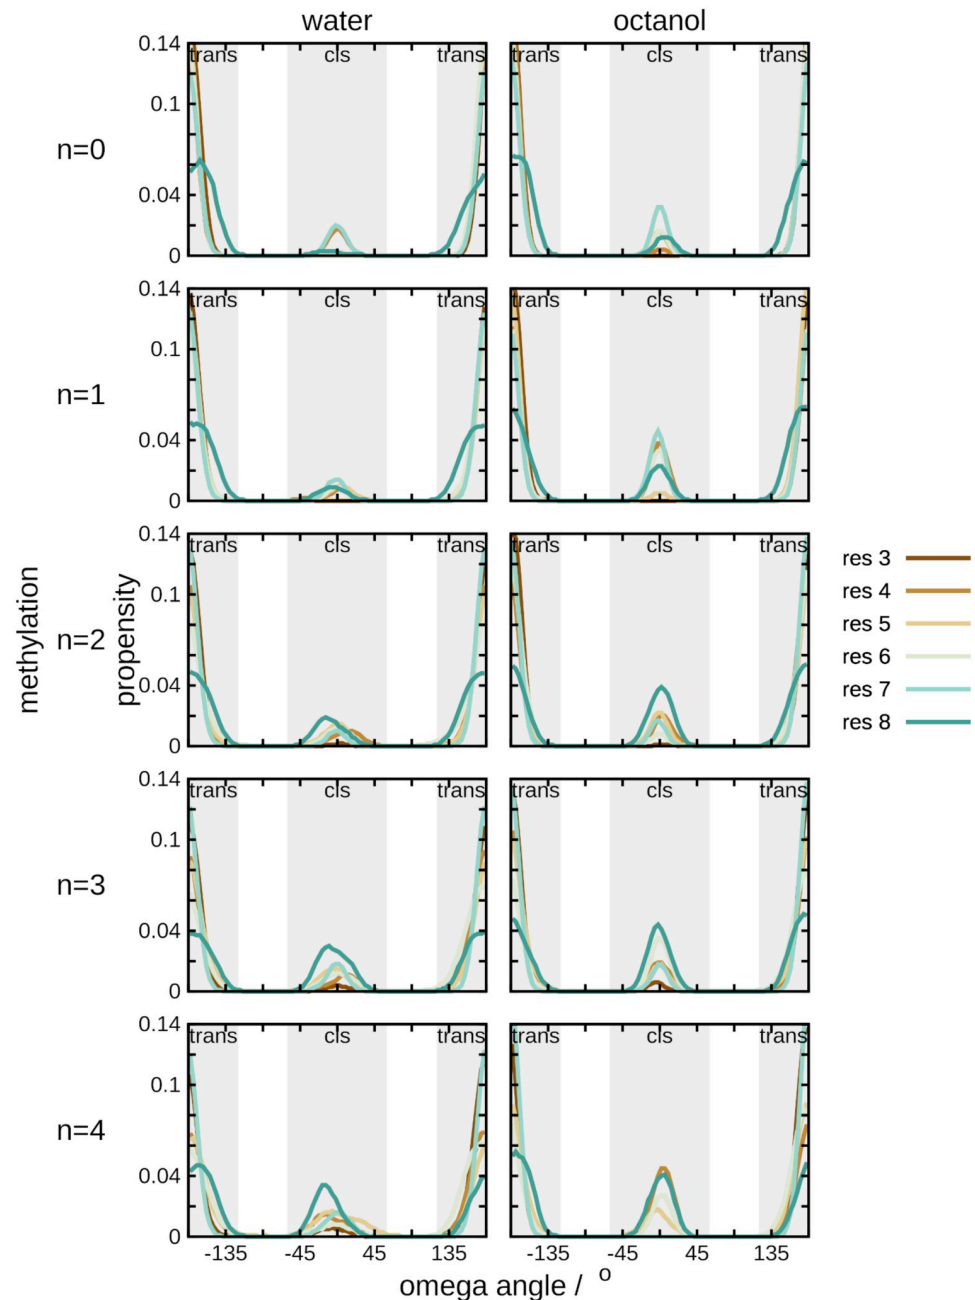 water octanol
0.14 trans cis trans trans cis trans
0.1
n=0
0.04
0
0.14 trans cis trans trans cis trans
0.1
n=1
0.04
0
0.14 trans cis trans trans cis trans
0.1
methylation n=2 propensity
0.04
0
res 3
res 4
res 5
res 6
res 7
res 8
0.14 trans cis trans trans cis trans
0.1
n=3
0.04
0
0.14 trans cis trans trans cis trans
0.1
n=4
0.04
0
-135 -45 45 135 -135 -45 45 135
omega angle / o